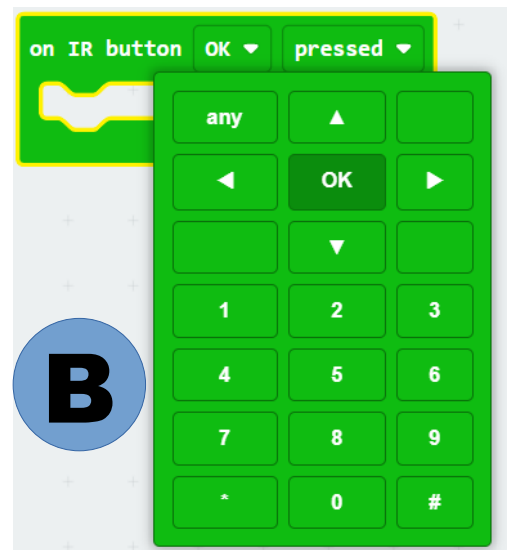 on IR button OK ▼ pressed ▼
any ▲
◀ OK ▶
▼
1 2 3
4 5 6
7 8 9
* 0 #
B